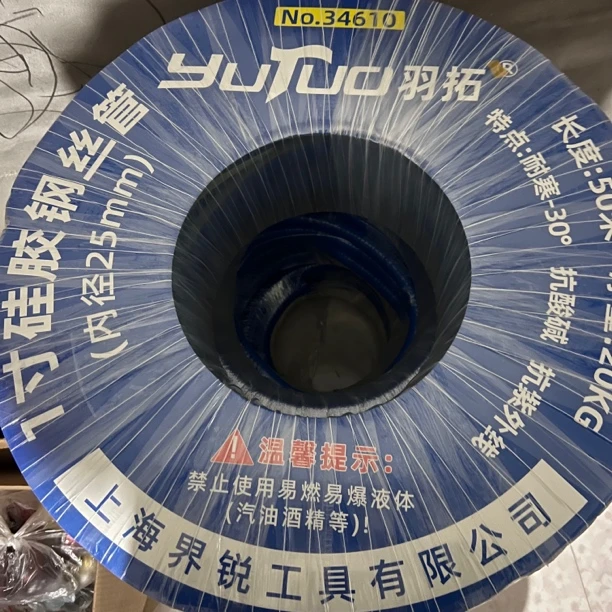 No.34610
YUTUO羽拓
1寸硅胶钢丝管
(内径25mm)
长度:50米
20KG
特点:耐寒-30°
抗酸碱
抗紫外线
温馨提示:
禁止使用易燃易爆液体
(汽油酒精等)!
上海界锐工具有限公司